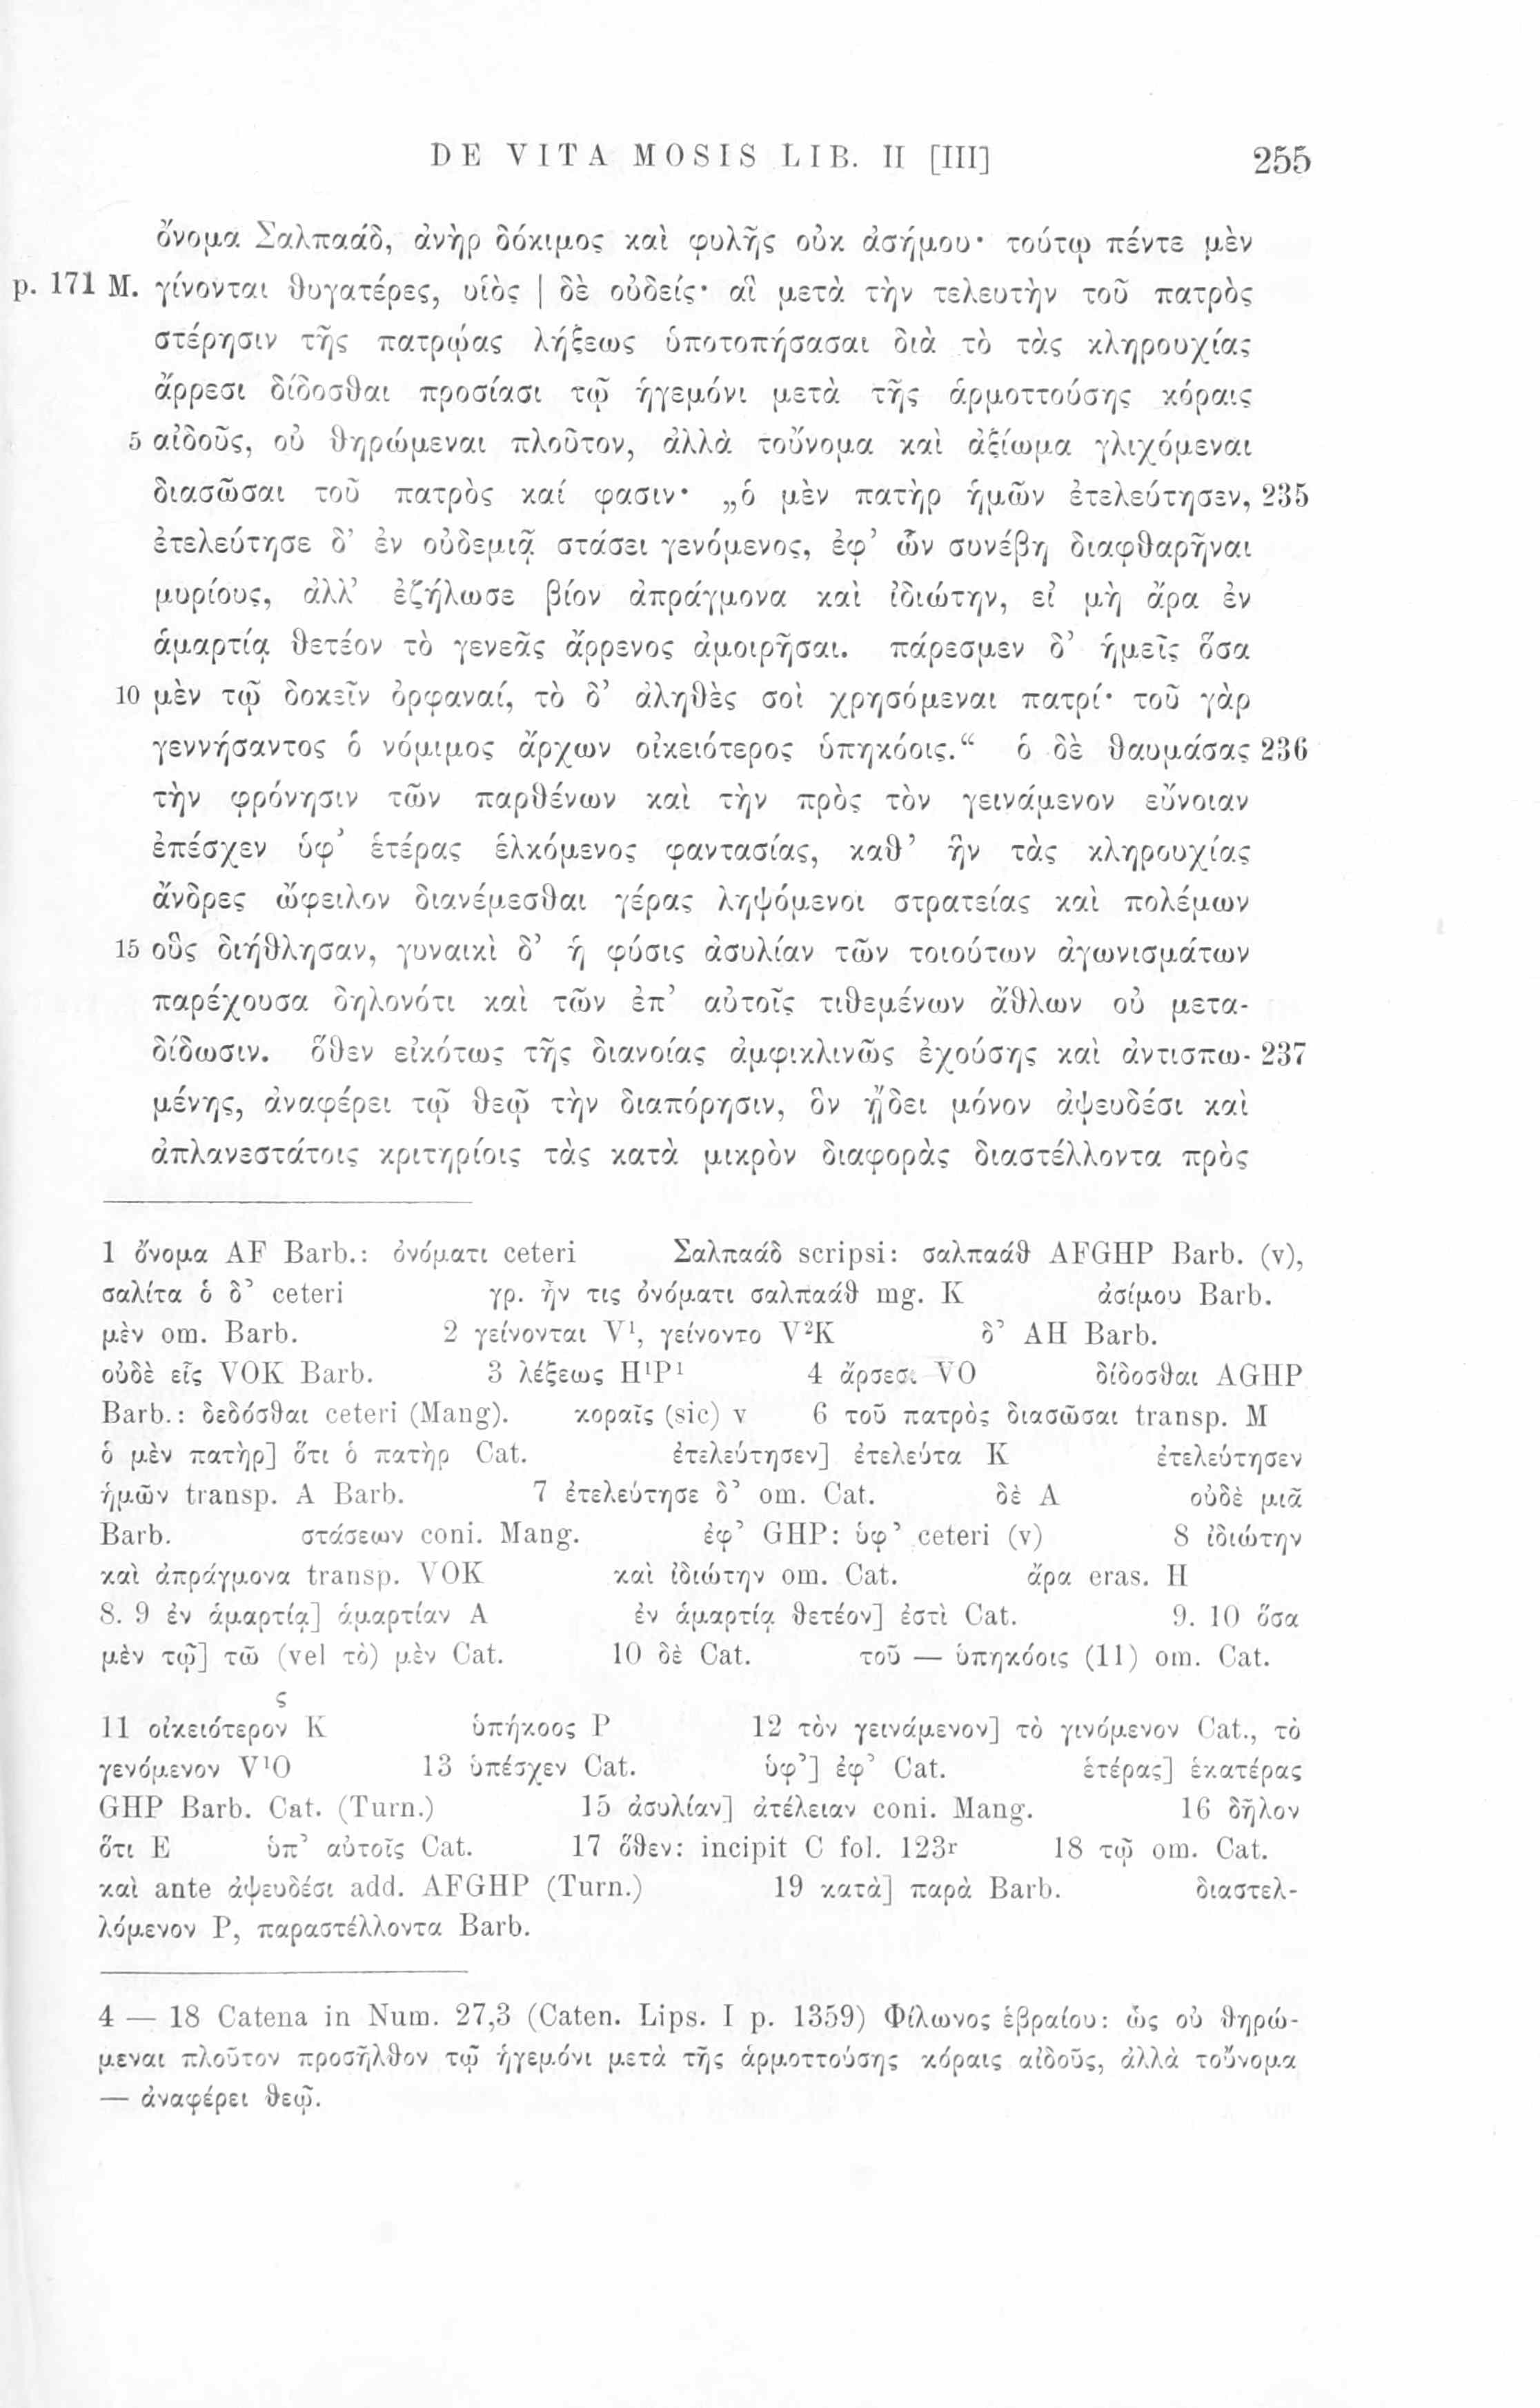 DE VITA MOSIS LIB. II [III] 255
ὄνομα Σαλπαάδ, ἀνὴρ δόκιμος καὶ φυλῆς οὐκ ἀσήμου· τούτῳ πέντε μὲν
p. 171 M. γίνονται θυγατέρες, υἱὸς | δὲ οὐδείς· αἳ μετὰ τὴν τελευτὴν τοῦ πατρὸς
στέρησιν τῆς πατρῴας λήξεως ὑποτοπήσασαι διὰ τὸ τὰς κληρουχίας
ἄρρεσι δίδοσθαι προσίασι τῷ ἡγεμόνι μετὰ τῆς ἁρμοττούσης κόραις
5 αἰδοῦς, οὐ θηρώμεναι πλοῦτον, ἀλλὰ τοὔνομα καὶ ἀξίωμα γλιχόμεναι
διασῶσαι τοῦ πατρὸς καί φασιν· „ὁ μὲν πατὴρ ἡμῶν ἐτελεύτησεν, 235
ἐτελεύτησε δ’ ἐν οὐδεμιᾷ στάσει γενόμενος, ἐφ’ ὧν συνέβη διαφθαρῆναι
μυρίους, ἀλλ’ ἐζήλωσε βίον ἀπράγμονα καὶ ἰδιώτην, εἰ μὴ ἄρα ἐν
ἁμαρτίᾳ θετέον τὸ γενεᾶς ἄρρενος ἀμοιρῆσαι. πάρεσμεν δ’ ἡμεῖς ὅσα
10 μὲν τῷ δοκεῖν ὀρφαναί, τὸ δ’ ἀληθὲς σοὶ χρησόμεναι πατρί· τοῦ γὰρ
γεννήσαντος ὁ νόμιμος ἄρχων οἰκειότερος ὑπηκόοις.“ ὁ δὲ θαυμάσας 236
τὴν φρόνησιν τῶν παρθένων καὶ τὴν πρὸς τὸν γεινάμενον εὔνοιαν
ἐπέσχεν ὑφ’ ἑτέρας ἑλκόμενος φαντασίας, καθ’ ἣν τὰς κληρουχίας
ἄνδρες ὤφειλον διανέμεσθαι γέρας ληψόμενοι στρατείας καὶ πολέμων
15 οὓς διήθλησαν, γυναικὶ δ’ ἡ φύσις ἀσυλίαν τῶν τοιούτων ἀγωνισμάτων
παρέχουσα δηλονότι καὶ τῶν ἐπ’ αὐτοῖς τιθεμένων ἄθλων οὐ μετα-
δίδωσιν. ὅθεν εἰκότως τῆς διανοίας ἀμφικλινῶς ἐχούσης καὶ ἀντισπω- 237
μένης, ἀναφέρει τῷ θεῷ τὴν διαπόρησιν, ὃν ᾔδει μόνον ἀψευδέσι καὶ
ἀπλανεστάτοις κριτηρίοις τὰς κατὰ μικρὸν διαφορὰς διαστέλλοντα πρὸς
1 ὄνομα AF Barb.: ὀνόματι ceteri Σαλπαάδ scripsi: σαλπαάθ AFGHP Barb. (v),
σαλίτα ὁ δ’ ceteri γρ. ἦν τις ὀνόματι σαλπαάθ mg. K ἀσίμου Barb.
μὲν om. Barb. 2 γείνονται V¹, γείνοντο V²K δ’ AH Barb.
οὐδὲ εἷς VOK Barb. 3 λέξεως H¹P¹ 4 ἄρσεσι VO δίδοσθαι AGHP
Barb.: δεδόσθαι ceteri (Mang). κοραῖς (sic) v 6 τοῦ πατρὸς διασῶσαι transp. M
ὁ μὲν πατὴρ] ὅτι ὁ πατὴρ Cat. ἐτελεύτησεν] ἐτελεύτα K ἐτελεύτησεν
ἡμῶν transp. A Barb. 7 ἐτελεύτησε δ’ om. Cat. δὲ A οὐδὲ μιᾶ
Barb. στάσεων coni. Mang. ἐφ’ GHP: ὑφ’ ceteri (v) 8 ἰδιώτην
καὶ ἀπράγμονα transp. VOK καὶ ἰδιώτην om. Cat. ἄρα eras. H
8. 9 ἐν ἁμαρτίᾳ] ἁμαρτίαν A ἐν ἁμαρτίᾳ θετέον] ἐστὶ Cat. 9. 10 ὅσα
μὲν τῷ] τῶ (vel τὸ) μὲν Cat. 10 δὲ Cat. τοῦ — ὑπηκόοις (11) om. Cat.
ς
11 οἰκειότερον K ὑπήκοος P 12 τὸν γεινάμενον] τὸ γινόμενον Cat., τὸ
γενόμενον V¹O 13 ὑπέσχεν Cat. ὑφ’] ἐφ’ Cat. ἑτέρας] ἑκατέρας
GHP Barb. Cat. (Turn.) 15 ἀσυλίαν] ἀτέλειαν coni. Mang. 16 δῆλον
ὅτι E ὑπ’ αὐτοῖς Cat. 17 ὅθεν: incipit C fol. 123r 18 τῷ om. Cat.
καὶ ante ἀψευδέσι add. AFGHP (Turn.) 19 κατὰ] παρὰ Barb. διαστελ-
λόμενον P, παραστέλλοντα Barb.
4 — 18 Catena in Num. 27,3 (Caten. Lips. I p. 1359) Φίλωνος ἑβραίου: ὡς οὐ θηρώ-
μεναι πλοῦτον προσῆλθον τῷ ἡγεμόνι μετὰ τῆς ἁρμοττούσης κόραις αἰδοῦς, ἀλλὰ τοὔνομα
— ἀναφέρει θεῷ.